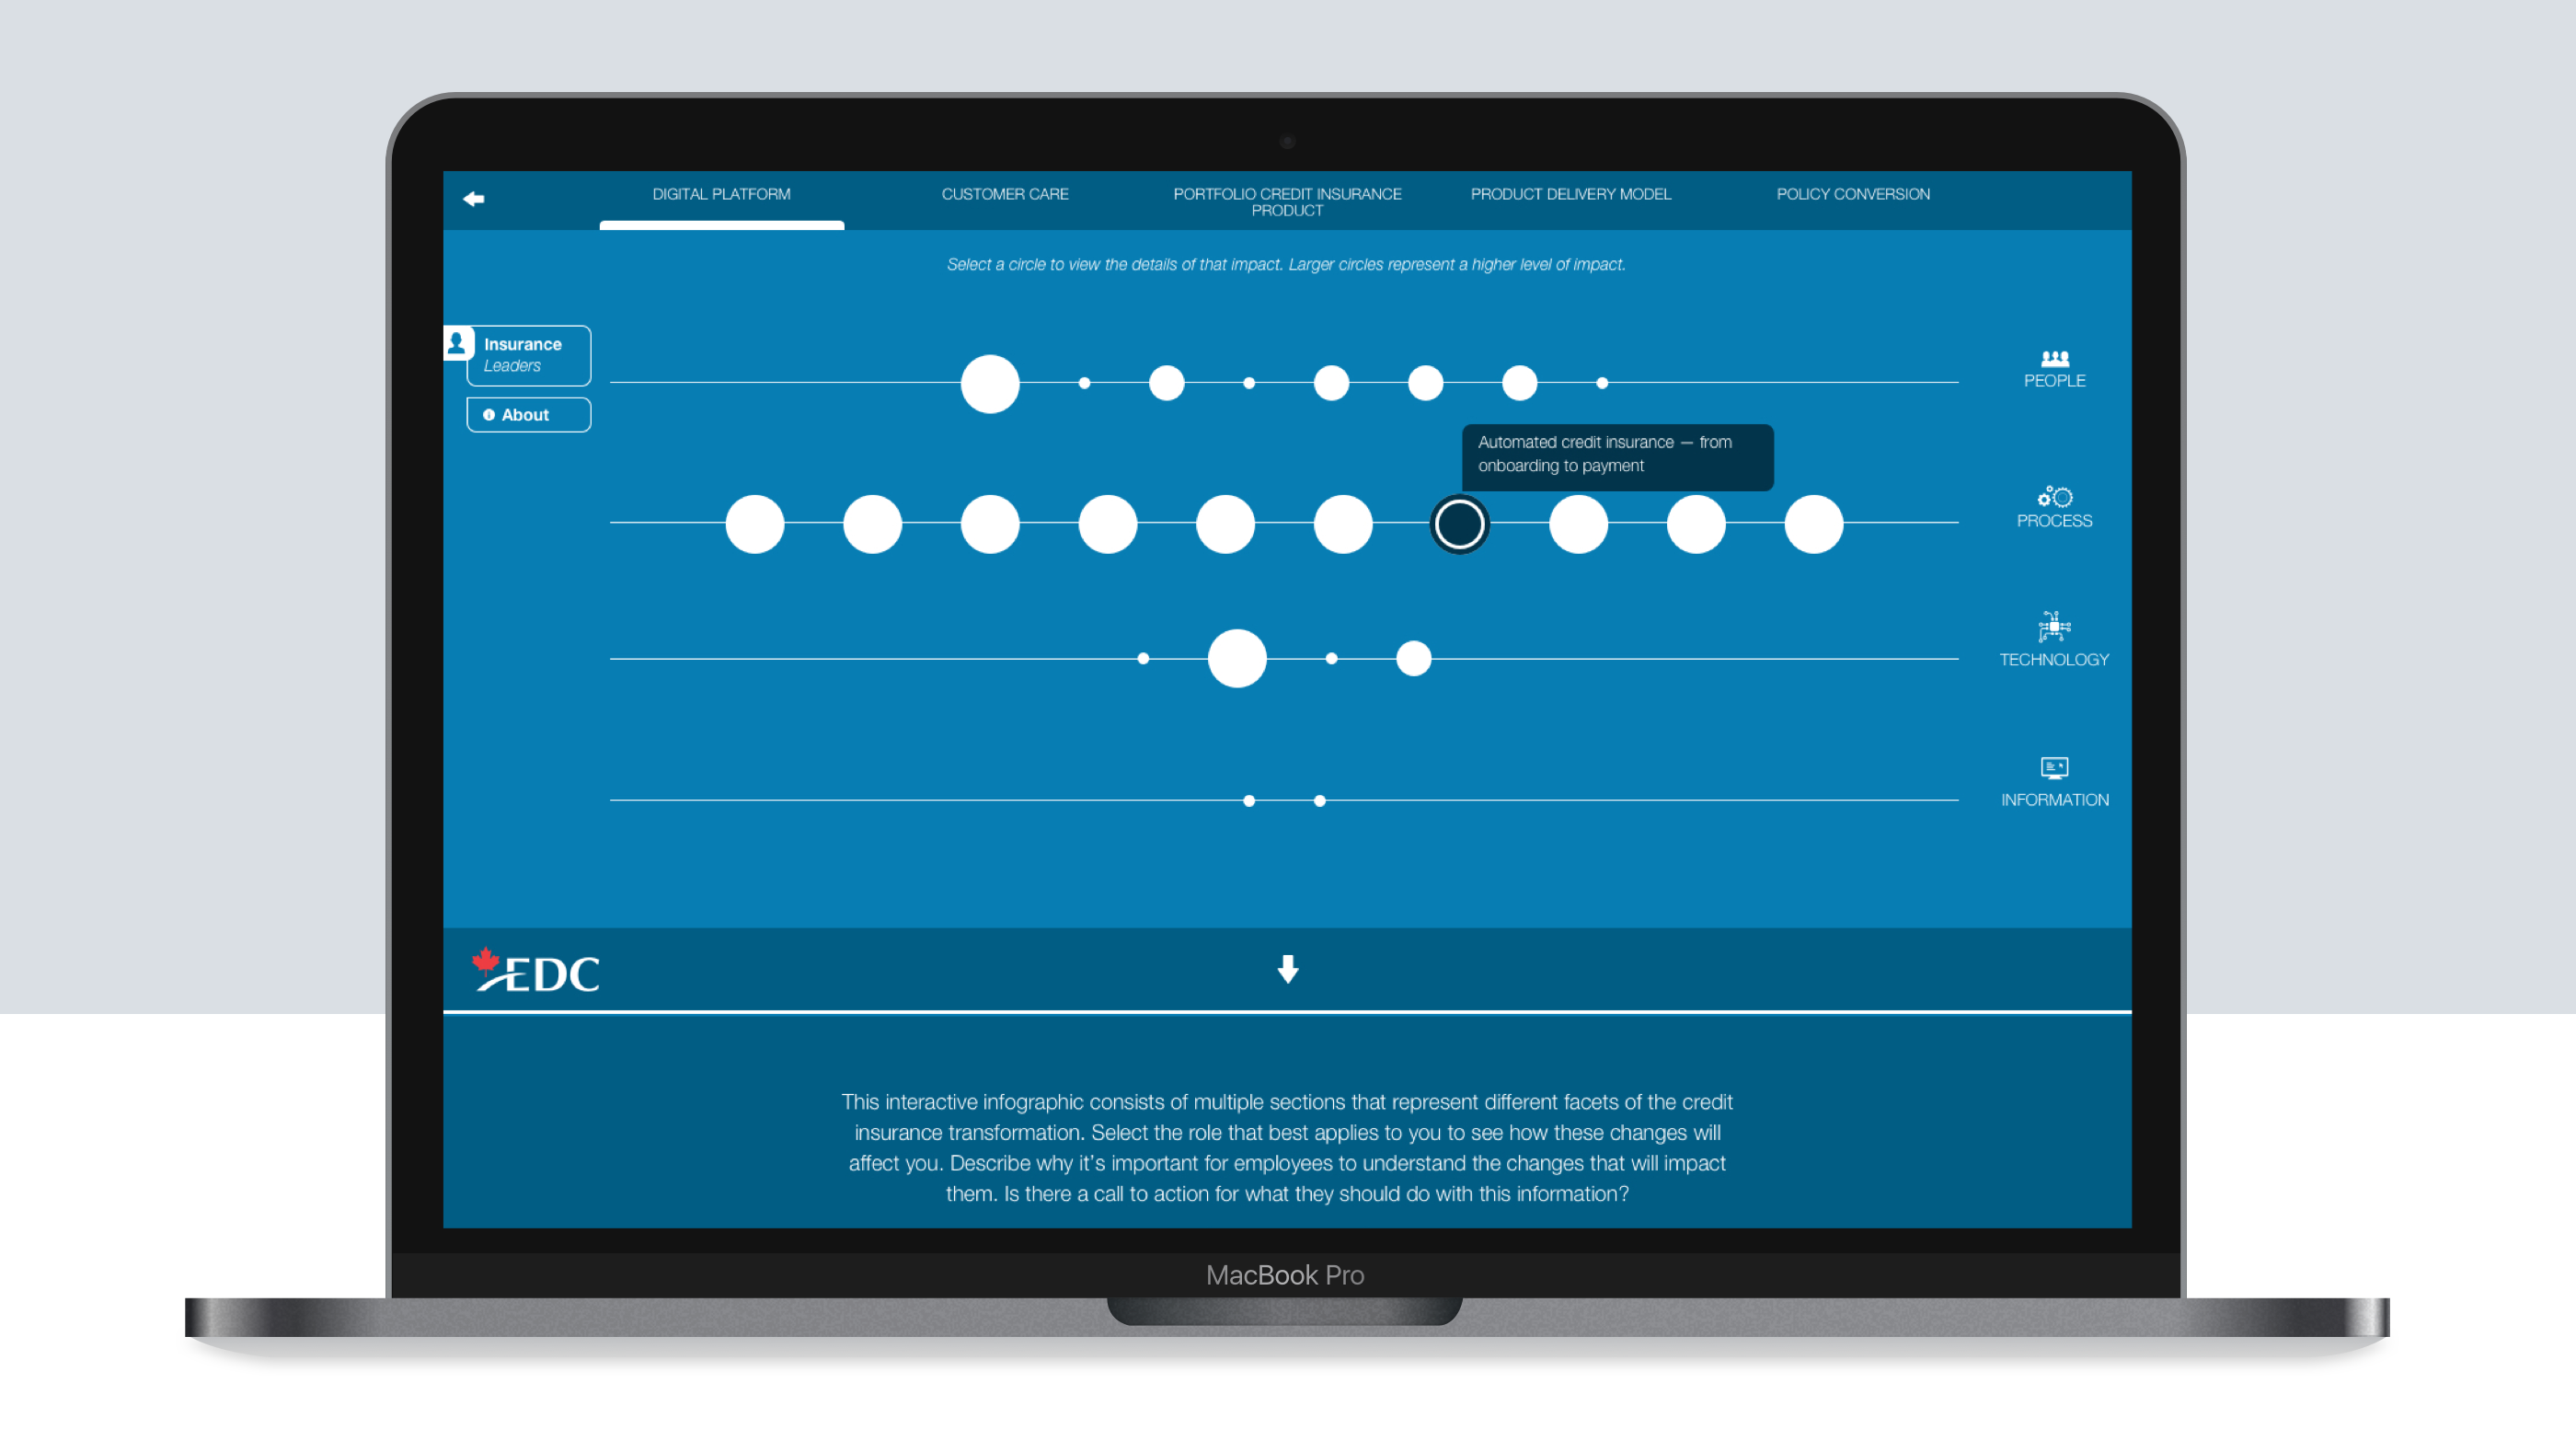 DIGITAL PLATFORM
CUSTOMER CARE
PORTFOLIO CREDIT INSURANCE
PRODUCT
PRODUCT DELIVERY MODEL
POLICY CONVERSION
Select a circle to view the details of that impact. Larger circles represent a higher level of impact.
Insurance
Leaders
About
PEOPLE
Automated credit insurance — from
onboarding to payment
PROCESS
TECHNOLOGY
INFORMATION
EDC
This interactive infographic consists of multiple sections that represent different facets of the credit
insurance transformation. Select the role that best applies to you to see how these changes will
affect you. Describe why it's important for employees to understand the changes that will impact
them. Is there a call to action for what they should do with this information?
MacBook Pro